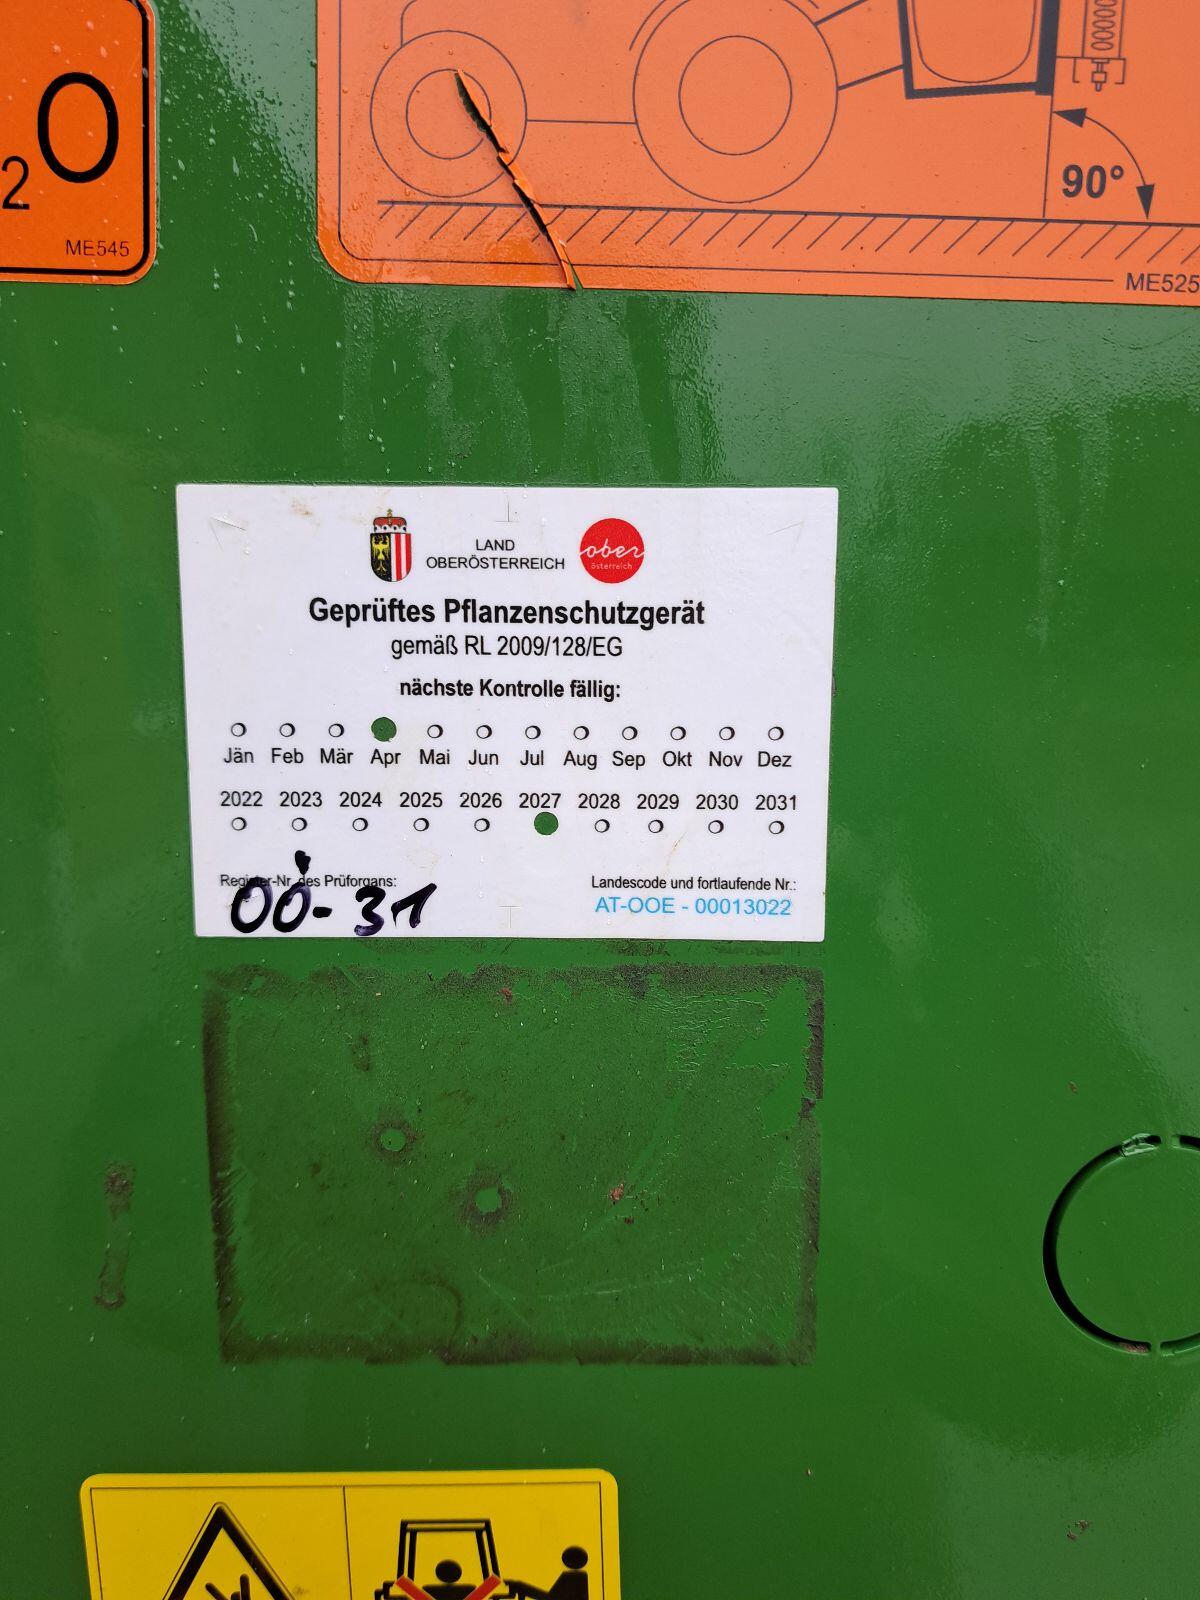 2O
ME545
90°
ME525
LAND
OBERÖSTERREICH
ober
österreich
Geprüftes Pflanzenschutzgerät
gemäß RL 2009/128/EG
nächste Kontrolle fällig:
Jän Feb Mär Apr Mai Jun Jul Aug Sep Okt Nov Dez
2022 2023 2024 2025 2026 2027 2028 2029 2030 2031
Register-Nr. des Prüforgans:
OÖ-31
Landescode und fortlaufende Nr.:
AT-OOE - 00013022